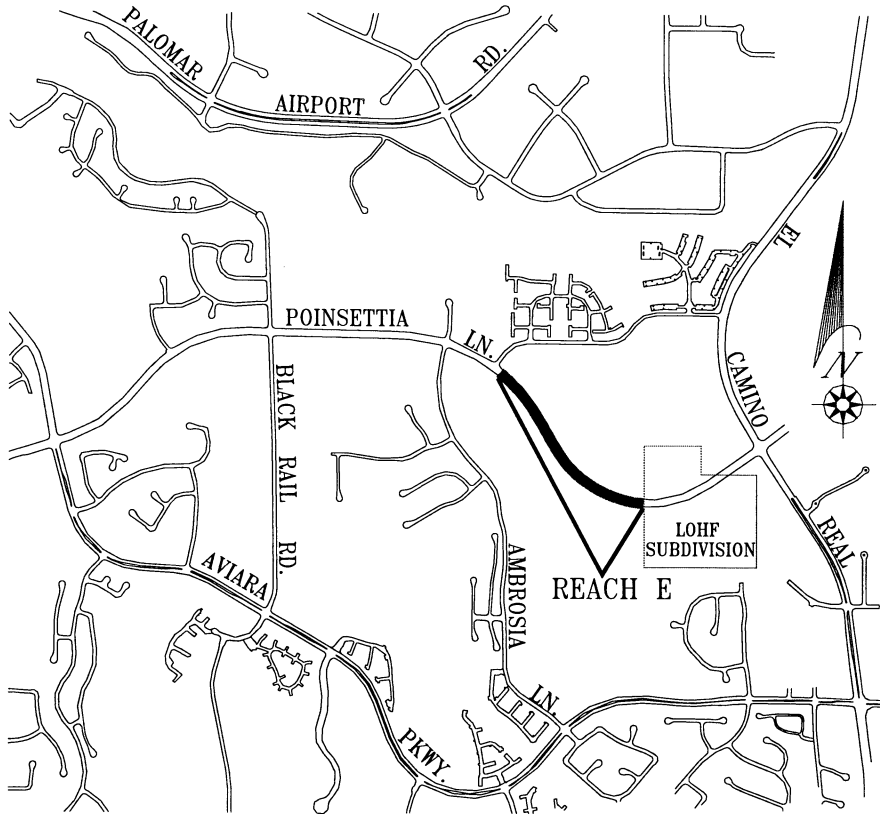 PALOMAR
AIRPORT
RD.
EL
CAMINO
REAL
POINSETTIA
LN.
BLACK RAIL RD.
N
LOHF
SUBDIVISION
REACH E
AMBROSIA
LN.
AVIARA
PKWY.